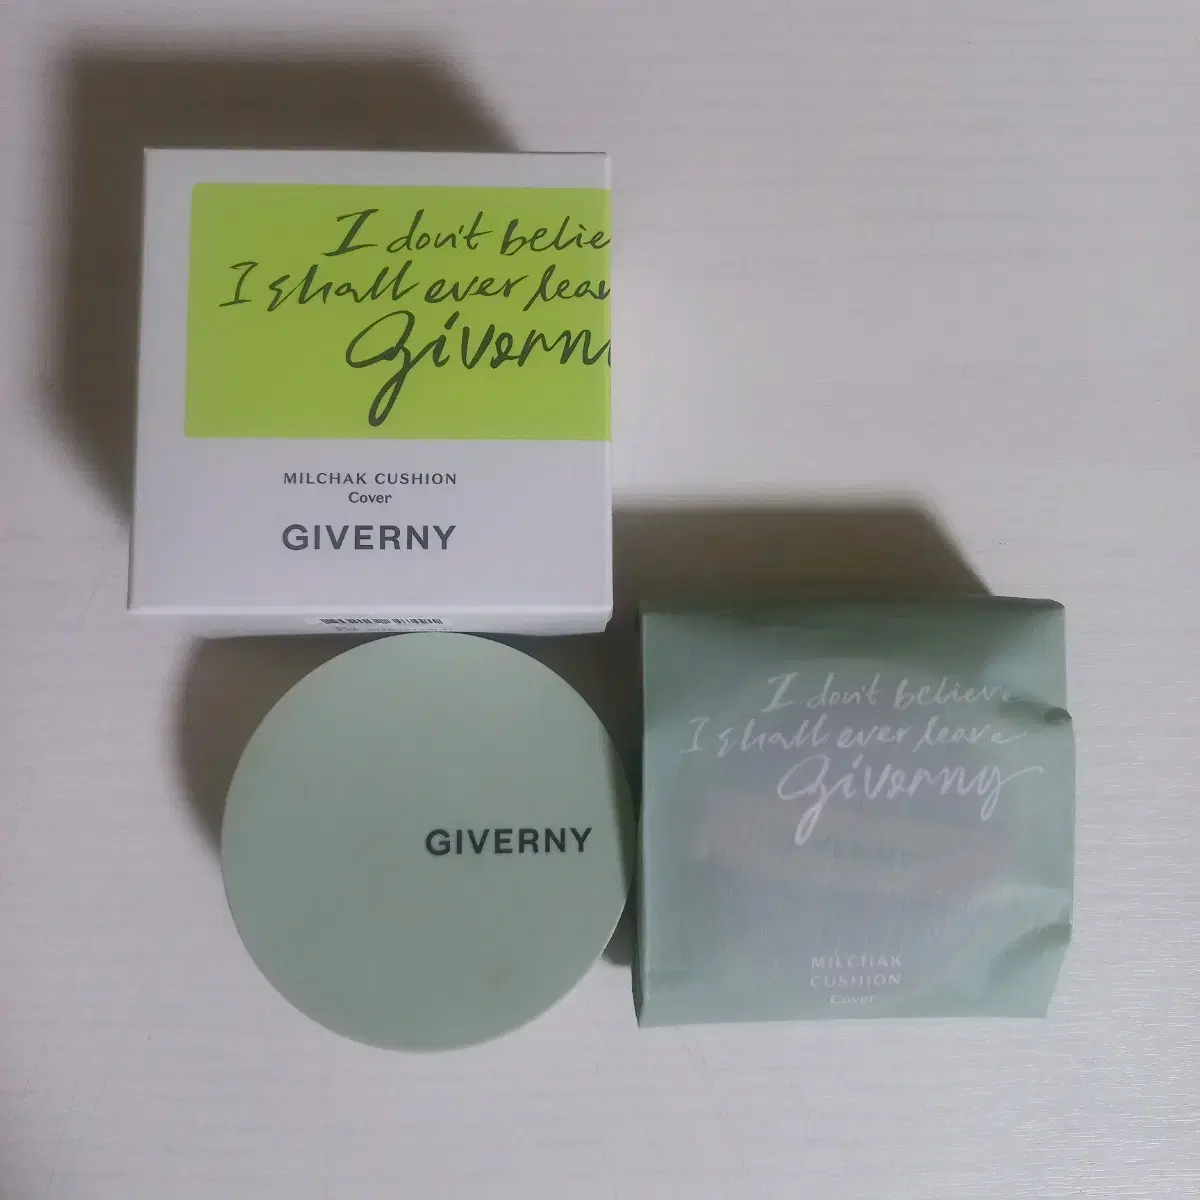 I don't belie
I shall ever leav
Giverny
MILCHAK CUSHION
Cover
GIVERNY
GIVERNY
I don't believe
I shall ever leave
Giverny
MILCHAK
CUSHION
Cover